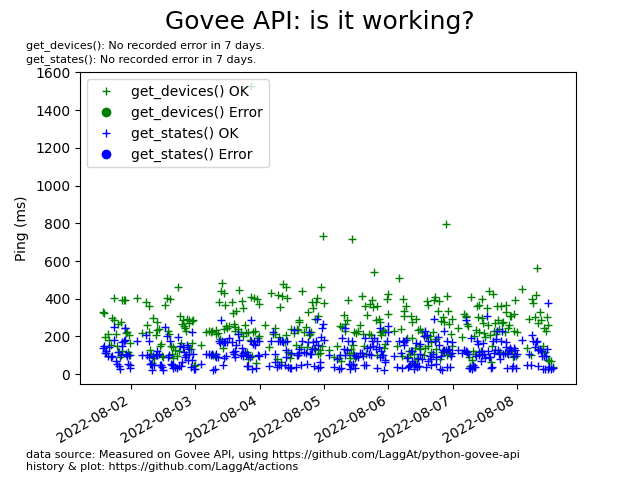 Govee API: is it working?
get_devices(): No recorded error in 7 days.
get_states(): No recorded error in 7 days.
1600
1400
1200
1000
800
600
400
200
0
Ping (ms)
get_devices() OK
get_devices() Error
get_states() OK
get_states() Error
2022-08-02
2022-08-03
2022-08-04
2022-08-05
2022-08-06
2022-08-07
2022-08-08
data source: Measured on Govee API, using https://github.com/LaggAt/python-govee-api
history & plot: https://github.com/LaggAt/actions